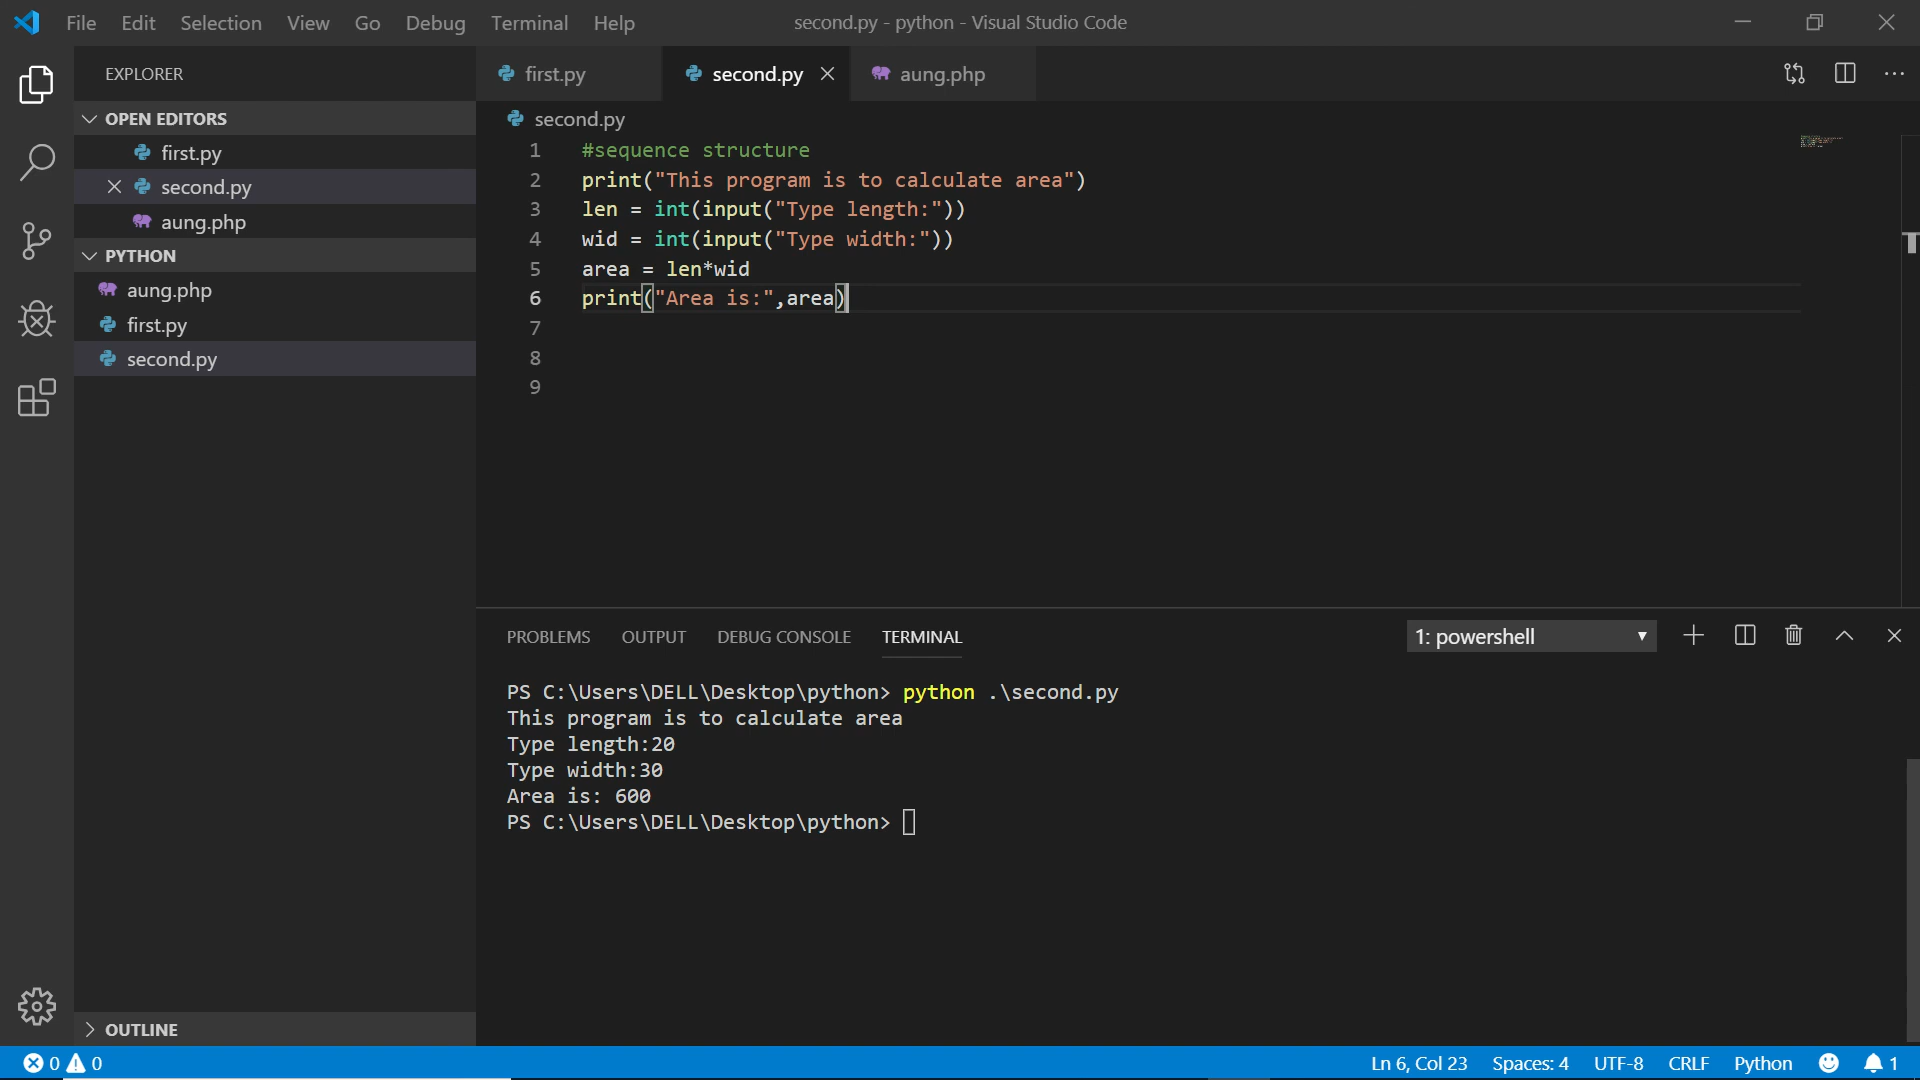 File Edit Selection View Go Debug Terminal Help second.py - python - Visual Studio Code
EXPLORER
first.py second.py aung.php
OPEN EDITORS
first.py
second.py
aung.php
PYTHON
aung.php
first.py
second.py
OUTLINE
second.py
1 #sequence structure
2 print("This program is to calculate area")
3 len = int(input("Type length:"))
4 wid = int(input("Type width:"))
5 area = len*wid
6 print("Area is:",area)
7
8
9
PROBLEMS OUTPUT DEBUG CONSOLE TERMINAL 1: powershell
PS C:\Users\DELL\Desktop\python> python .\second.py
This program is to calculate area
Type length:20
Type width:30
Area is: 600
PS C:\Users\DELL\Desktop\python>
0 0 Ln 6, Col 23 Spaces: 4 UTF-8 CRLF Python 1